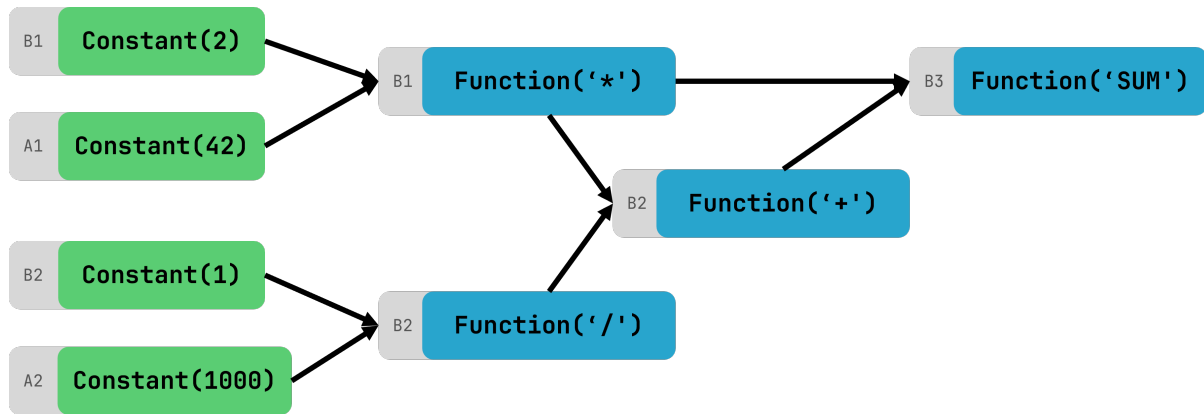 B1 Constant(2)
A1 Constant(42)
B1 Function(‘*')
B3 Function(‘SUM')
B2 Function(‘+')
B2 Constant(1)
A2 Constant(1000)
B2 Function(‘/')